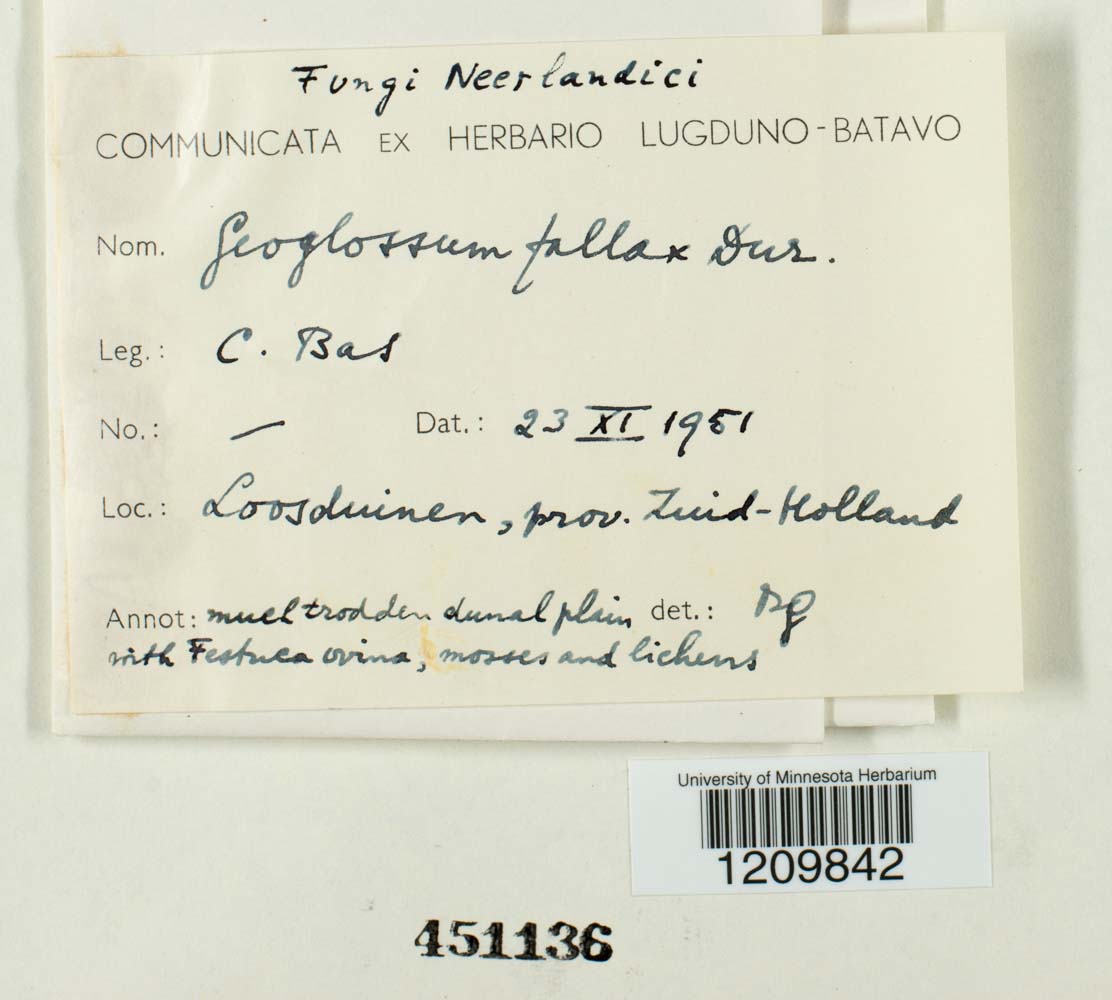 Fungi Neerlandici
COMMUNICATA EX HERBARIO LUGDUNO-BATAVO
Nom. Geoglossum fallax Dur.
Leg.: C. Bas
No.: — Dat.: 23 XI 1951
Loc.: Loosduinen, prov. Zuid-Holland
Annot: much trodden dunal plain det.:
with Festuca ovina, mosses and lichens
University of Minnesota Herbarium
1209842
451136